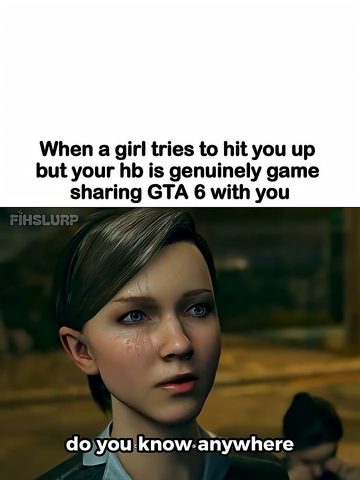 When a girl tries to hit you up
but your hb is genuinely game
sharing GTA 6 with you
FIHSLURP
do you know anywhere